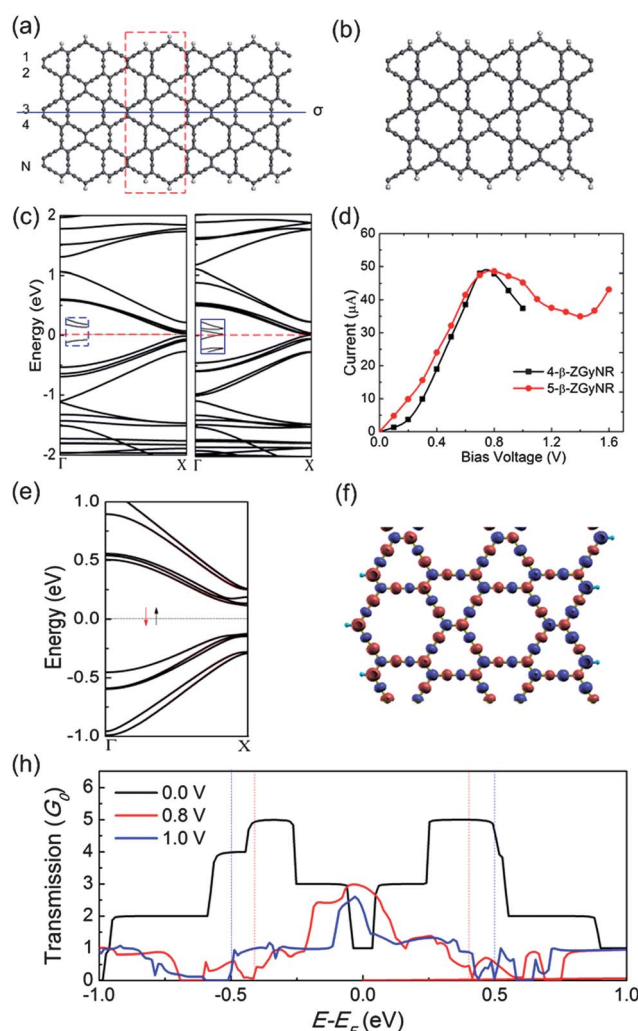 (a)
1
2
3
4
N
σ
(b)
(c)
2
1
0
-1
-2
Energy (eV)
Γ
X
Γ
X
(d)
60
50
40
30
20
10
0
Current (μA)
4-β-ZGyNR
5-β-ZGyNR
0.0 0.4 0.8 1.2 1.6
Bias Voltage (V)
(e)
1.0
0.5
0.0
-0.5
-1.0
Energy (eV)
Γ
X
(f)
(h)
6
5
4
3
2
1
0
Transmission (G0)
0.0 V
0.8 V
1.0 V
-1.0 -0.5 0.0 0.5 1.0
E-EF (eV)